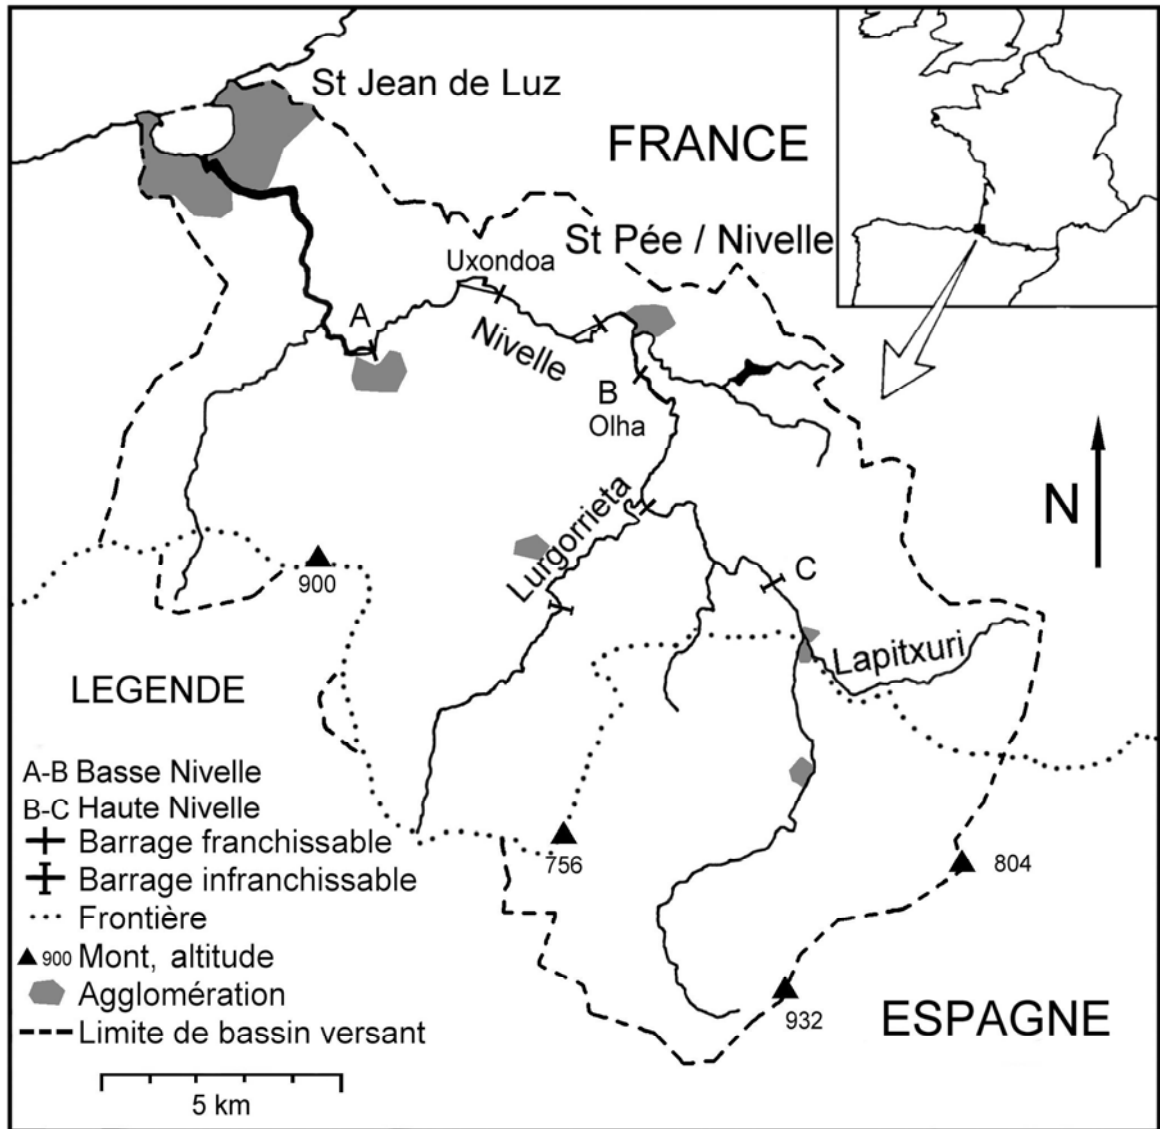 St Jean de Luz
FRANCE
St Pée / Nivelle
Uxondoa
A
Nivelle
B
Olha
N
Lurgorrieta
C
900
Lapitxuri
LEGENDE
A-B Basse Nivelle
B-C Haute Nivelle
Barrage franchissable
Barrage infranchissable
Frontière
900 Mont, altitude
Agglomération
Limite de bassin versant
5 km
756
804
932
ESPAGNE